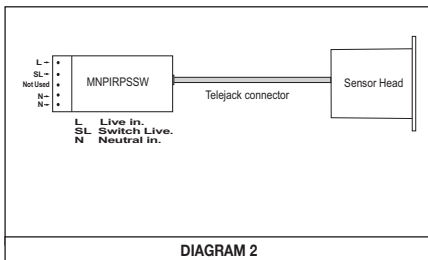 L
SL
Not Used
N
N
MNPIRPSSW
Telejack connector
Sensor Head
L Live in.
SL Switch Live.
N Neutral in.
DIAGRAM 2